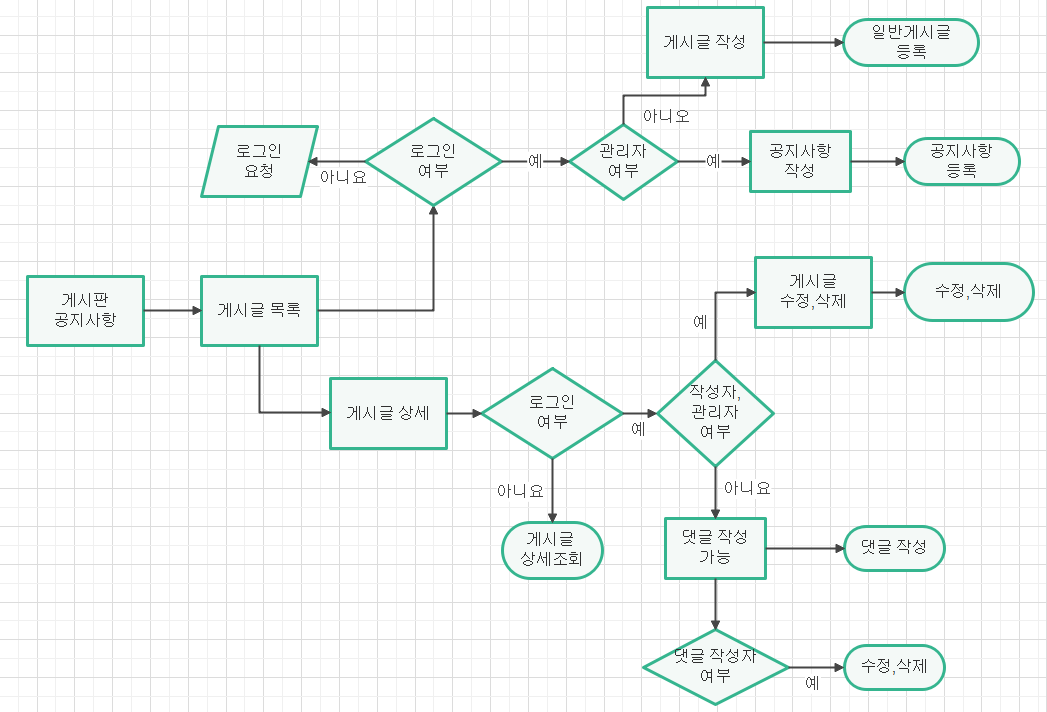 게시글 작성
일반게시글
등록
아니오
로그인
요청
아니요
로그인
여부
예
관리자
여부
예
공지사항
작성
공지사항
등록
게시판
공지사항
게시글 목록
예
게시글
수정,삭제
수정,삭제
게시글 상세
로그인
여부
예
작성자,
관리자
여부
아니요
아니요
게시글
상세조회
댓글 작성
가능
댓글 작성
댓글 작성자
여부
예
수정,삭제